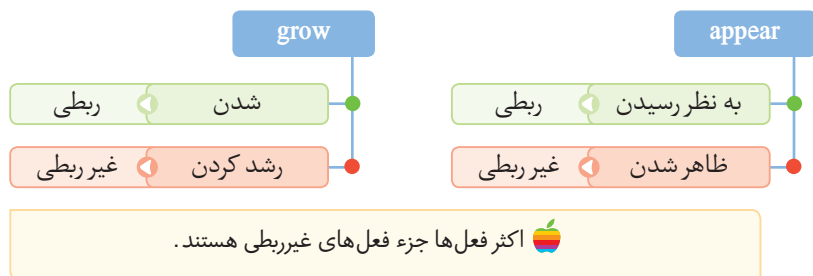 appear
به نظر رسیدن ربطی
ظاهر شدن غیر ربطی
grow
شدن ربطی
رشد کردن غیر ربطی
اکثر فعل‌ها جزء فعل‌های غیرربطی هستند.